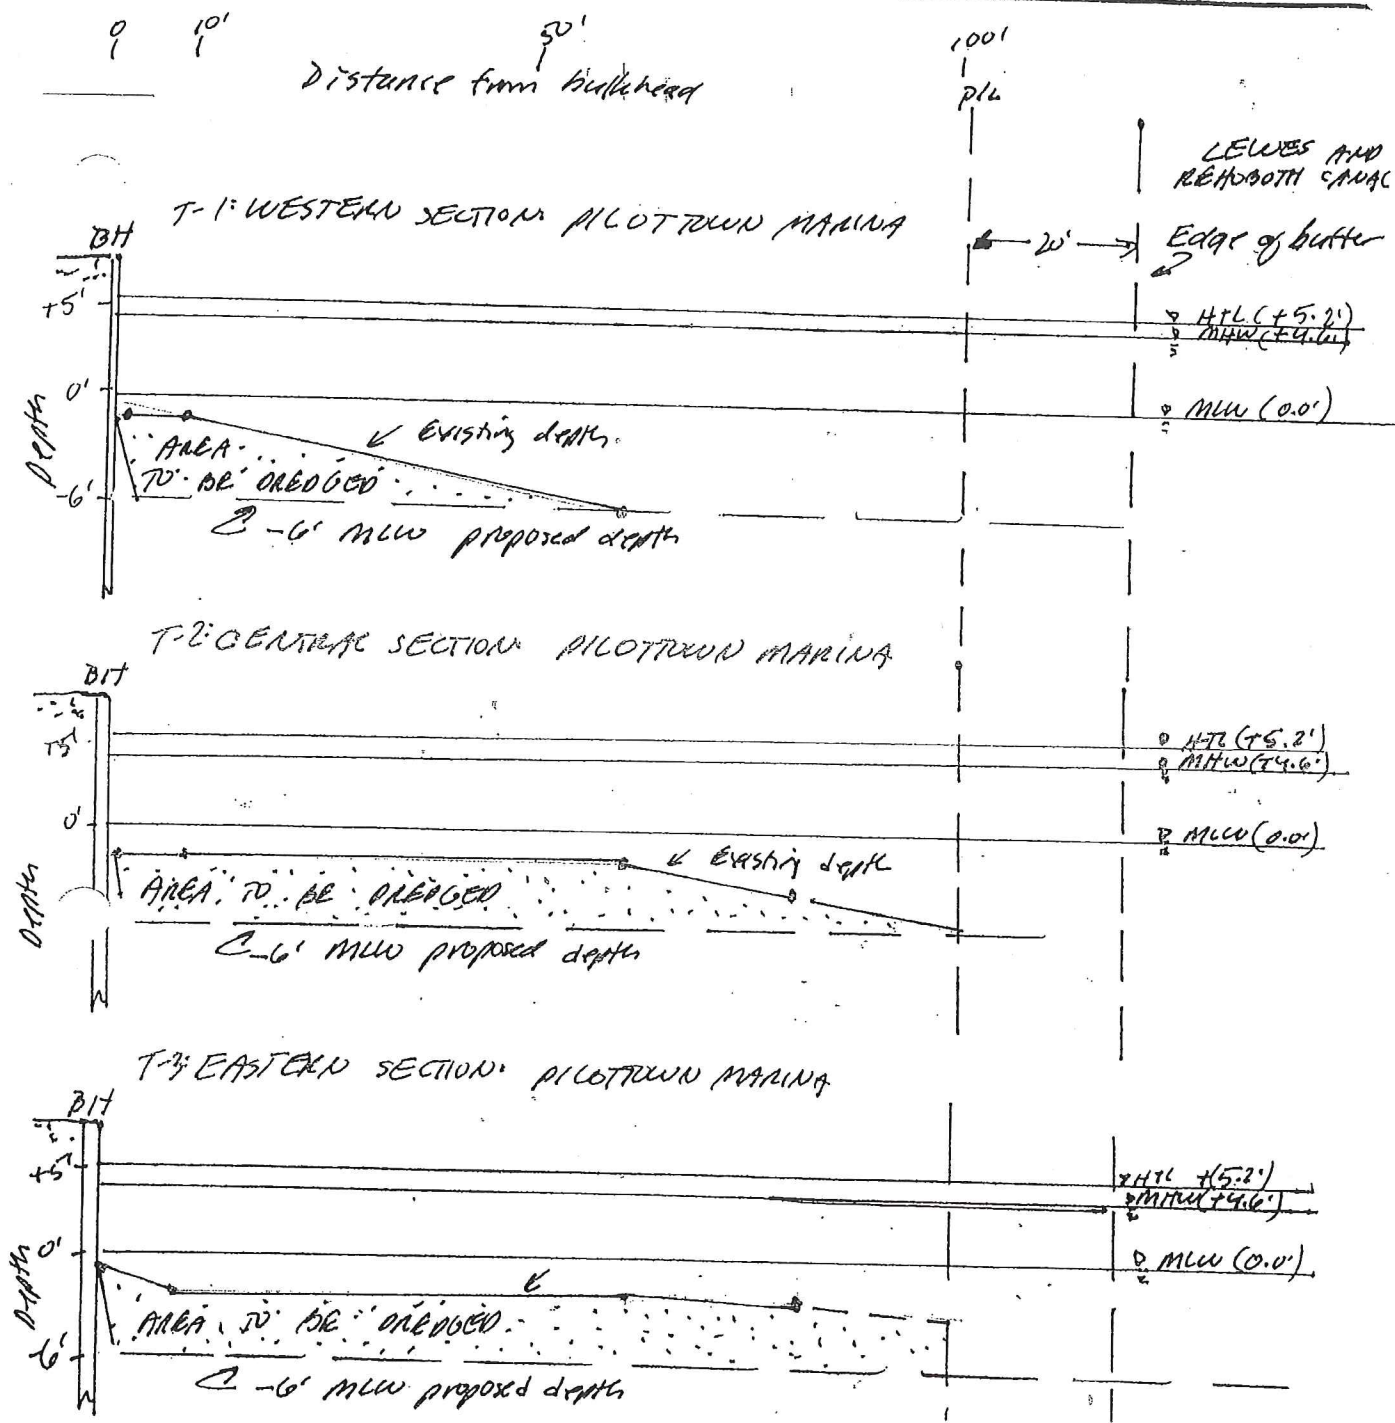 0 10' 50' 100'
Distance from bulkhead
P/L
LEWES AND
REHOBOTH CANAL
T-1: WESTERN SECTION: PILOTTOWN MARINA
BH
20'
Edge of buffer
+5'
HTL (+5.2')
MHW (+4.6')
0'
MLW (0.0')
Depth
Existing depth
AREA
TO BE DREDGED
-6'
-6' MLW proposed depth
T-2: CENTRAL SECTION: PILOTTOWN MARINA
BH
+5'
HTL (+5.2')
MHW (+4.6')
0'
MLW (0.0')
Existing depth
Depth
AREA TO BE DREDGED
-6' MLW proposed depth
T-3: EASTERN SECTION: PILOTTOWN MARINA
BH
+5'
HTL +(5.2')
MHW (+4.6')
0'
MLW (0.0')
Depth
AREA TO BE DREDGED
-6'
-6' MLW proposed depth